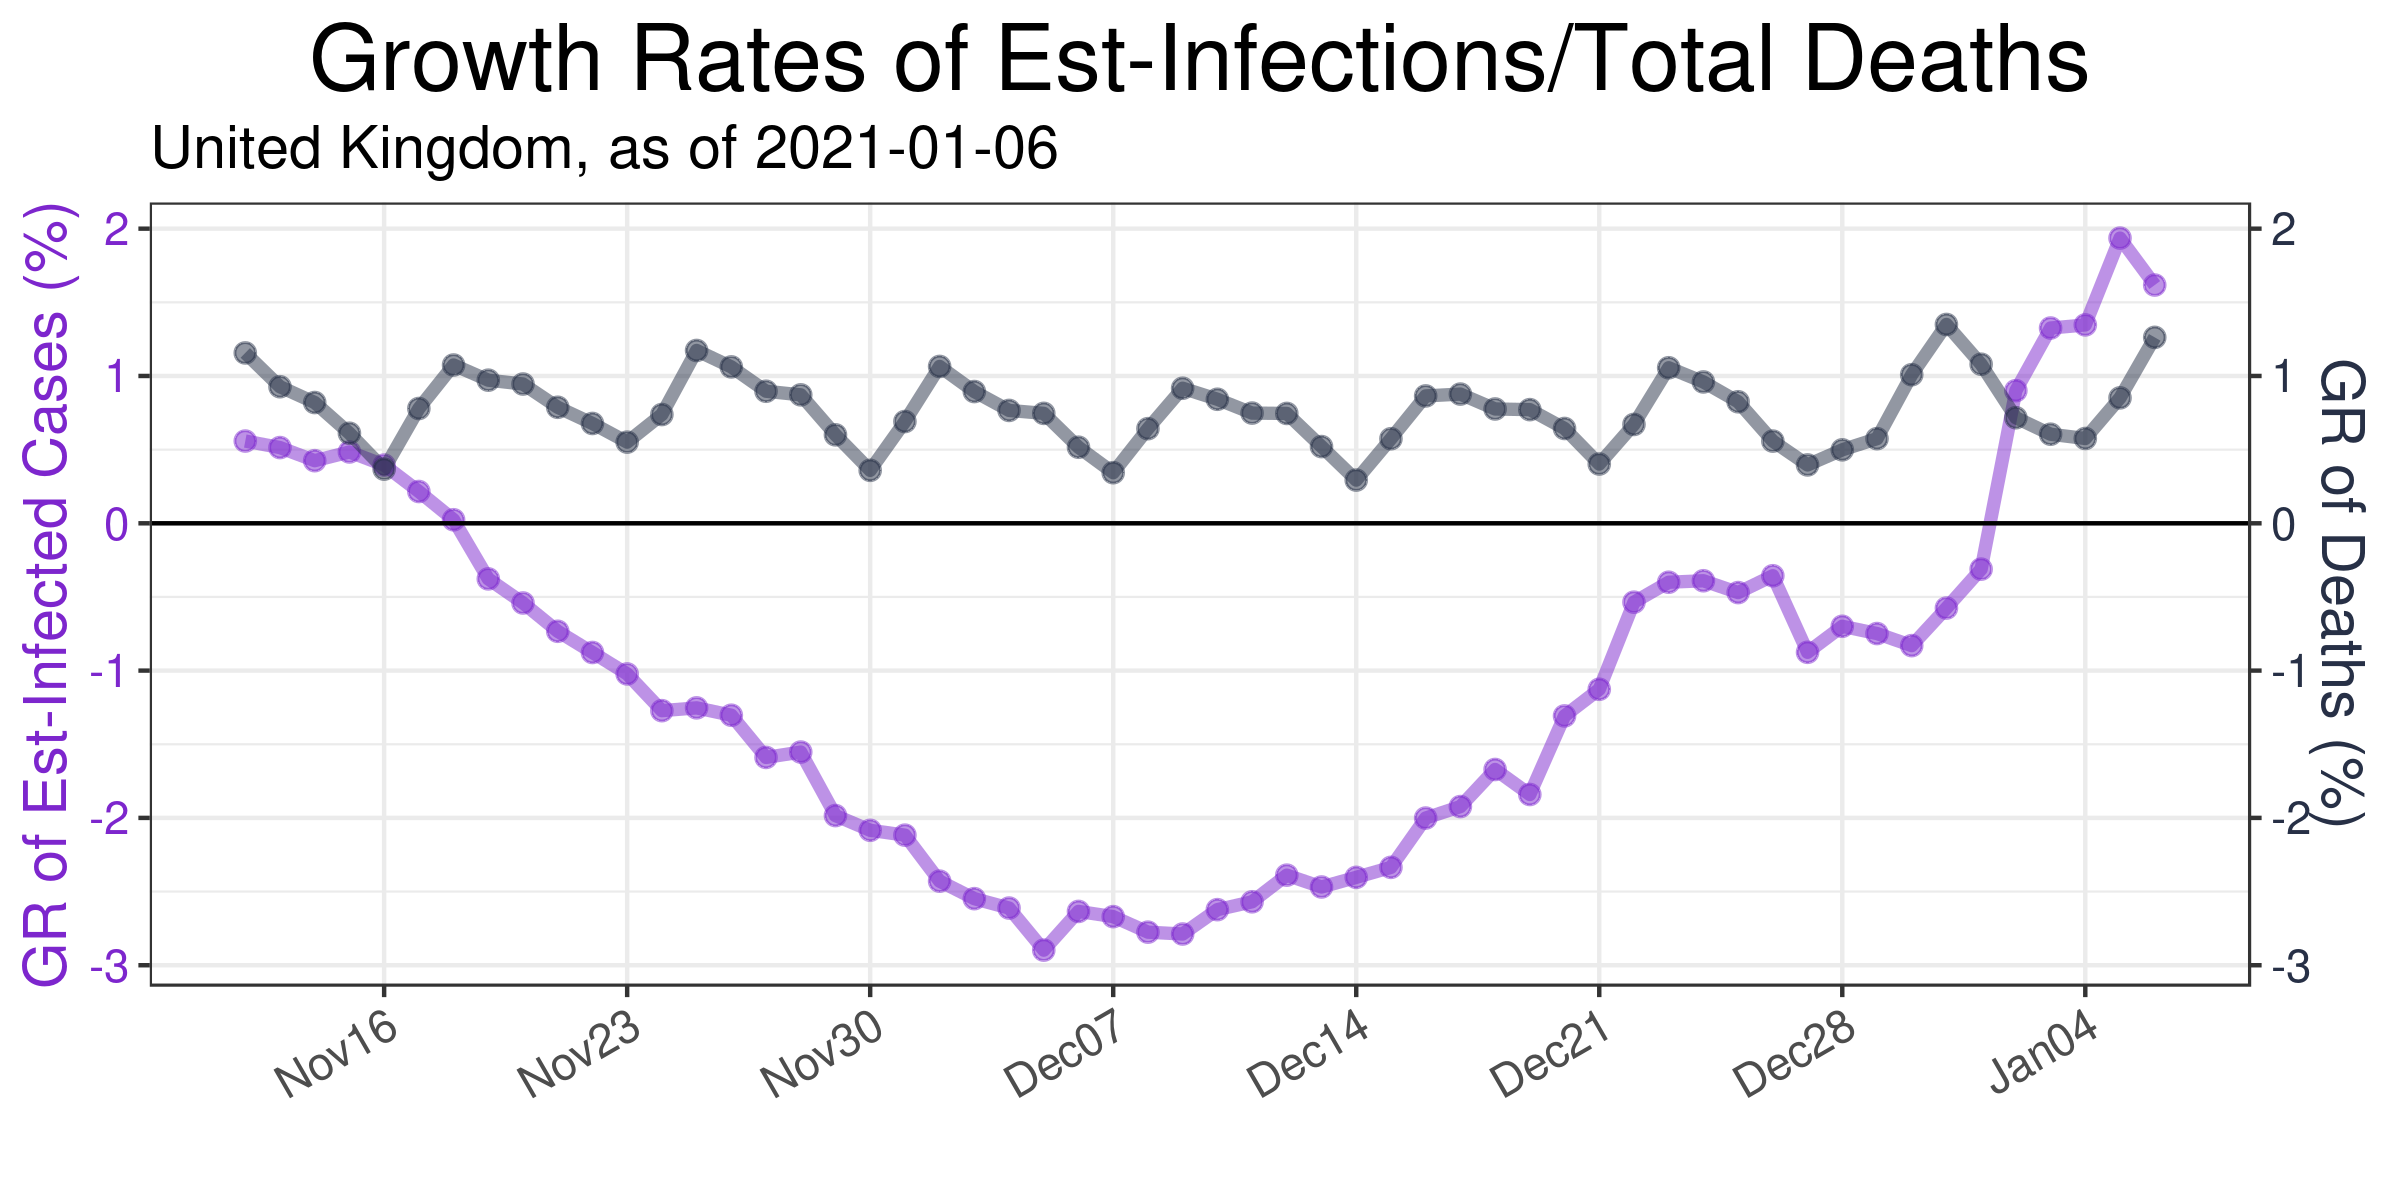 Growth Rates of Est-Infections/Total Deaths
United Kingdom, as of 2021-01-06
GR of Est-Infected Cases (%)
2
1
0
-1
-2
-3
2
1
0
-1
-2
-3
GR of Deaths (%)
Nov16
Nov23
Nov30
Dec07
Dec14
Dec21
Dec28
Jan04